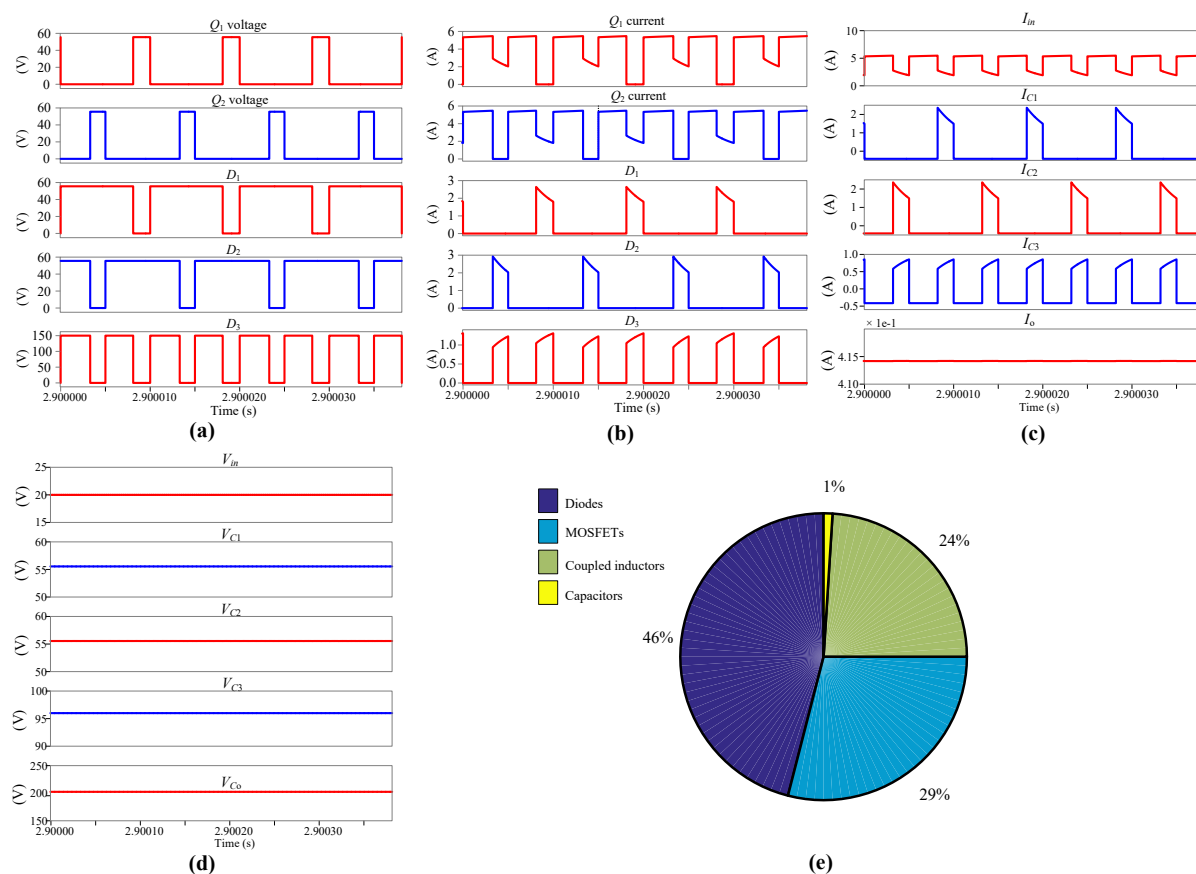 Q1 voltage
60
40
20
0
(V)
Q2 voltage
60
40
20
0
(V)
D1
60
40
20
0
(V)
D2
60
40
20
0
(V)
D3
150
100
50
0
(V)
2.900000 2.900010 2.900020 2.900030
Time (s)
(a)
Q1 current
6
4
2
0
(A)
Q2 current
6
4
2
0
(A)
D1
3
2
1
0
(A)
D2
3
2
1
0
(A)
D3
1.0
0.5
0.0
(A)
2.900000 2.900010 2.900020 2.900030
Time (s)
(b)
Iin
10
5
0
(A)
IC1
2
1
0
(A)
IC2
2
1
0
(A)
IC3
1.0
0.5
0.0
-0.5
(A)
× 1e-1
Io
4.15
4.10
(A)
2.900000 2.900010 2.900020 2.900030
Time (s)
(c)
Vin
25
20
15
(V)
VC1
60
55
50
(V)
VC2
60
55
50
(V)
VC3
100
95
90
(V)
VCo
250
200
150
(V)
2.90000 2.90010 2.90020 2.90030
Time (s)
(d)
Diodes
MOSFETs
Coupled inductors
Capacitors
1%
24%
46%
29%
(e)